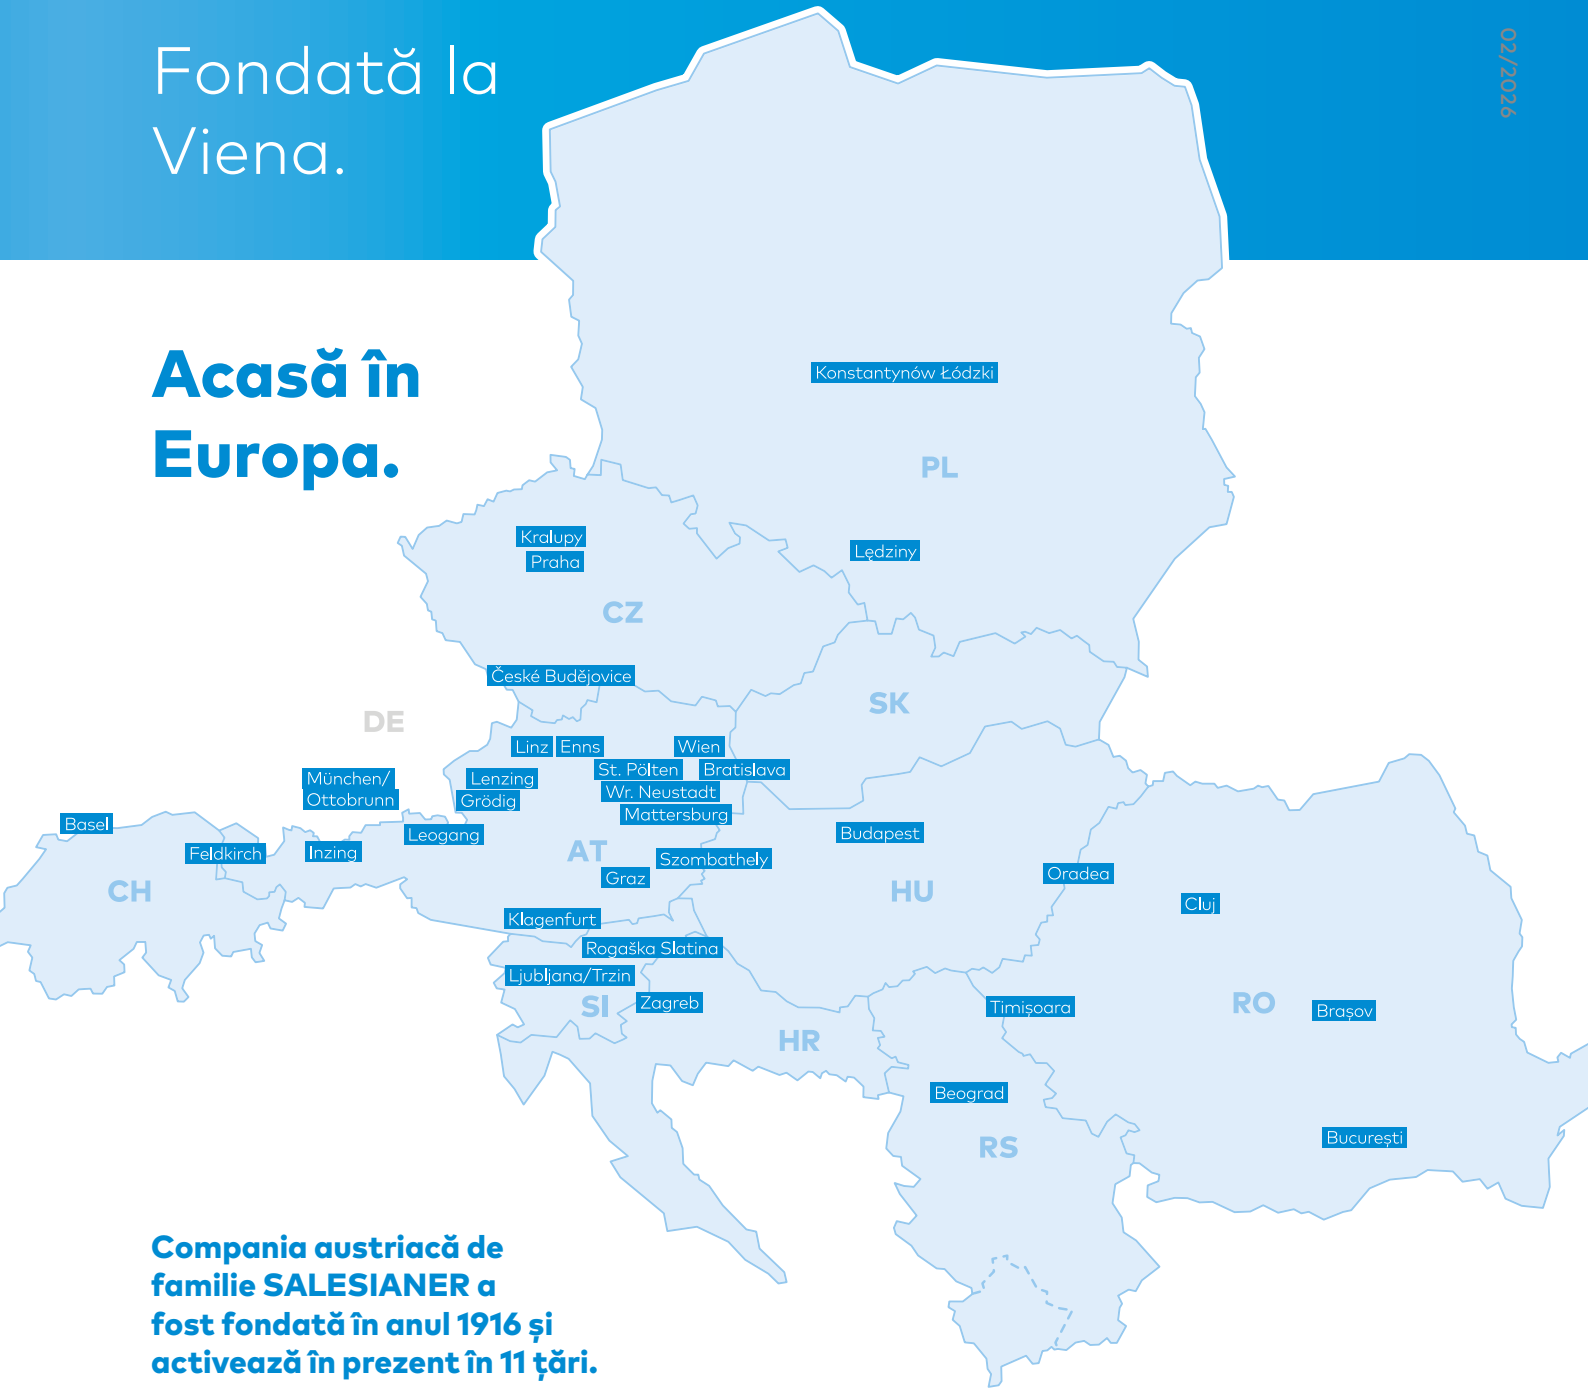 Fondată la
Viena.
02/2026
Acasă în
Europa.
Konstantynów Łódzki
PL
Kralupy
Praha
Lędziny
CZ
České Budějovice
SK
DE
Linz
Enns
Wien
St. Pölten
Bratislava
München/
Ottobrunn
Lenzing
Grödig
Wr. Neustadt
Mattersburg
Basel
Leogang
Budapest
Feldkirch
Inzing
AT
Szombathely
Graz
Oradea
CH
HU
Cluj
Klagenfurt
Rogaška Slatina
Ljubljana/Trzin
SI
Zagreb
Timișoara
RO
Brașov
HR
Beograd
RS
București
Compania austriacă de
familie SALESIANER a
fost fondată în anul 1916 și
activează în prezent în 11 țări.